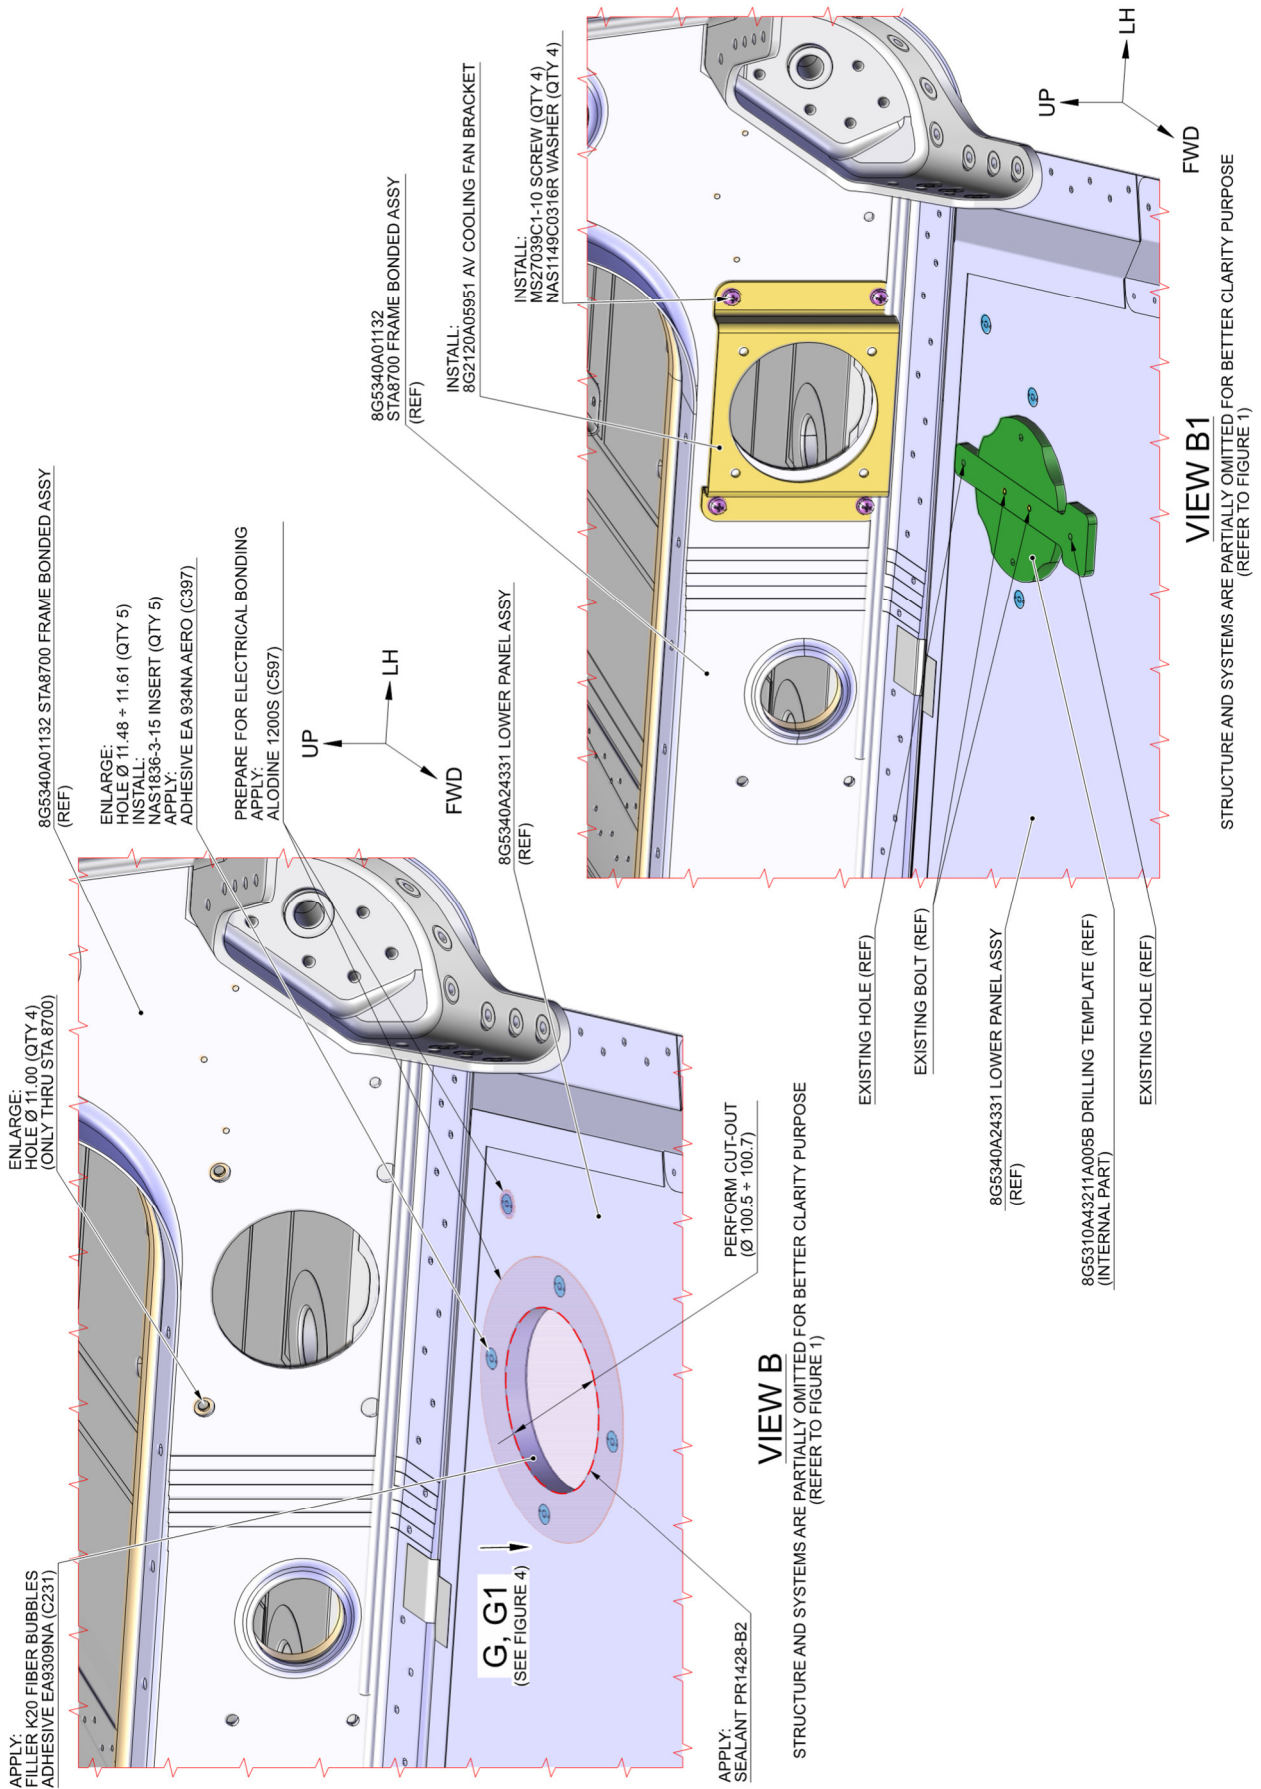 APPLY:
FILLER K20 FIBER BUBBLES
ADHESIVE EA9309NA (C231)
ENLARGE:
HOLE Ø 11.00 (QTY 4)
(ONLY THRU STA 8700)
8G5340A01132 STA8700 FRAME BONDED ASSY
(REF)
ENLARGE:
HOLE Ø 11.48 ÷ 11.61 (QTY 5)
INSTALL:
NAS1836-3-15 INSERT (QTY 5)
APPLY:
ADHESIVE EA 934NA AERO (C397)
PREPARE FOR ELECTRICAL BONDING
APPLY:
ALODINE 1200S (C597)
UP
LH
FWD
8G5340A24331 LOWER PANEL ASSY
(REF)
G, G1
(SEE FIGURE 4)
APPLY:
SEALANT PR1428-B2
PERFORM CUT-OUT
(Ø 100.5 ÷ 100.7)
VIEW B
STRUCTURE AND SYSTEMS ARE PARTIALLY OMITTED FOR BETTER CLARITY PURPOSE
(REFER TO FIGURE 1)
8G5340A01132
STA8700 FRAME BONDED ASSY
(REF)
INSTALL:
8G2120A05951 AV COOLING FAN BRACKET
INSTALL:
MS27039C1-10 SCREW (QTY 4)
NAS1149C0316R WASHER (QTY 4)
UP
LH
FWD
EXISTING HOLE (REF)
EXISTING BOLT (REF)
8G5340A24331 LOWER PANEL ASSY
(REF)
8G5310A43211A005B DRILLING TEMPLATE (REF)
(INTERNAL PART)
EXISTING HOLE (REF)
VIEW B1
STRUCTURE AND SYSTEMS ARE PARTIALLY OMITTED FOR BETTER CLARITY PURPOSE
(REFER TO FIGURE 1)